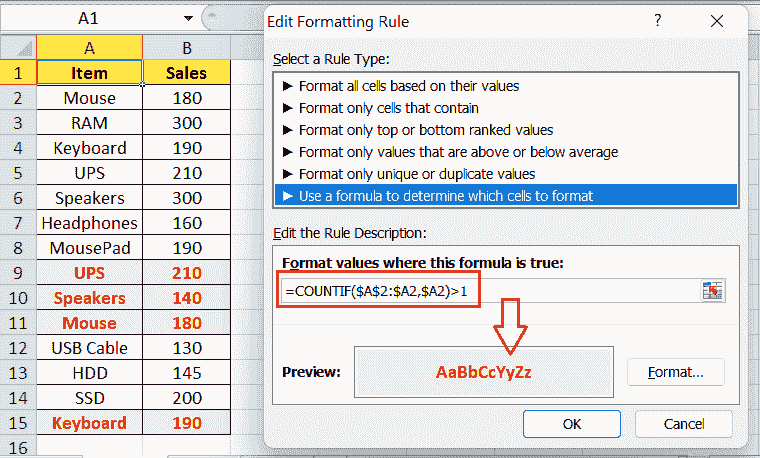 A1
Edit Formatting Rule
? ×
Select a Rule Type:
► Format all cells based on their values
► Format only cells that contain
► Format only top or bottom ranked values
► Format only values that are above or below average
► Format only unique or duplicate values
► Use a formula to determine which cells to format
Edit the Rule Description:
Format values where this formula is true:
=COUNTIF($A$2:$A2,$A2)>1
Preview:
AaBbCcYyZz
Format...
OK
Cancel
A B
1 Item Sales
2 Mouse 180
3 RAM 300
4 Keyboard 190
5 UPS 210
6 Speakers 300
7 Headphones 160
8 MousePad 190
9 UPS 210
10 Speakers 140
11 Mouse 180
12 USB Cable 130
13 HDD 145
14 SSD 200
15 Keyboard 190
16